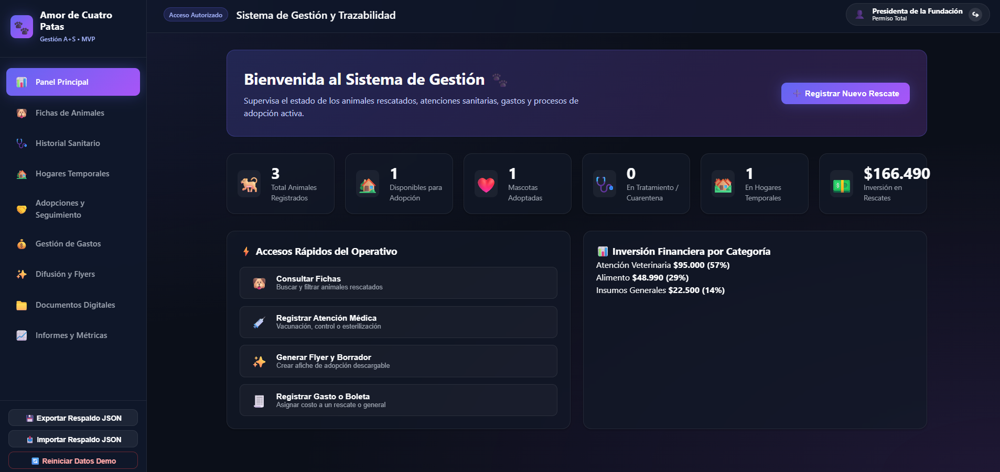 Amor de Cuatro
Patas
Gestión A+S • MVP
Panel Principal
Fichas de Animales
Historial Sanitario
Hogares Temporales
Adopciones y
Seguimiento
Gestión de Gastos
Difusión y Flyers
Documentos Digitales
Informes y Métricas
Exportar Respaldo JSON
Importar Respaldo JSON
Reiniciar Datos Demo
Acceso Autorizado
Sistema de Gestión y Trazabilidad
Presidenta de la Fundación
Permiso Total
Bienvenida al Sistema de Gestión
Supervisa el estado de los animales rescatados, atenciones sanitarias, gastos y procesos de
adopción activa.
Registrar Nuevo Rescate
3
Total Animales
Registrados
1
Disponibles para
Adopción
1
Mascotas
Adoptadas
0
En Tratamiento /
Cuarentena
1
En Hogares
Temporales
$166.490
Inversión en
Rescates
Accesos Rápidos del Operativo
Consultar Fichas
Buscar y filtrar animales rescatados
Registrar Atención Médica
Vacunación, control o esterilización
Generar Flyer y Borrador
Crear afiche de adopción descargable
Registrar Gasto o Boleta
Asignar costo a un rescate o general
Inversión Financiera por Categoría
Atención Veterinaria $95.000 (57%)
Alimento $48.990 (29%)
Insumos Generales $22.500 (14%)